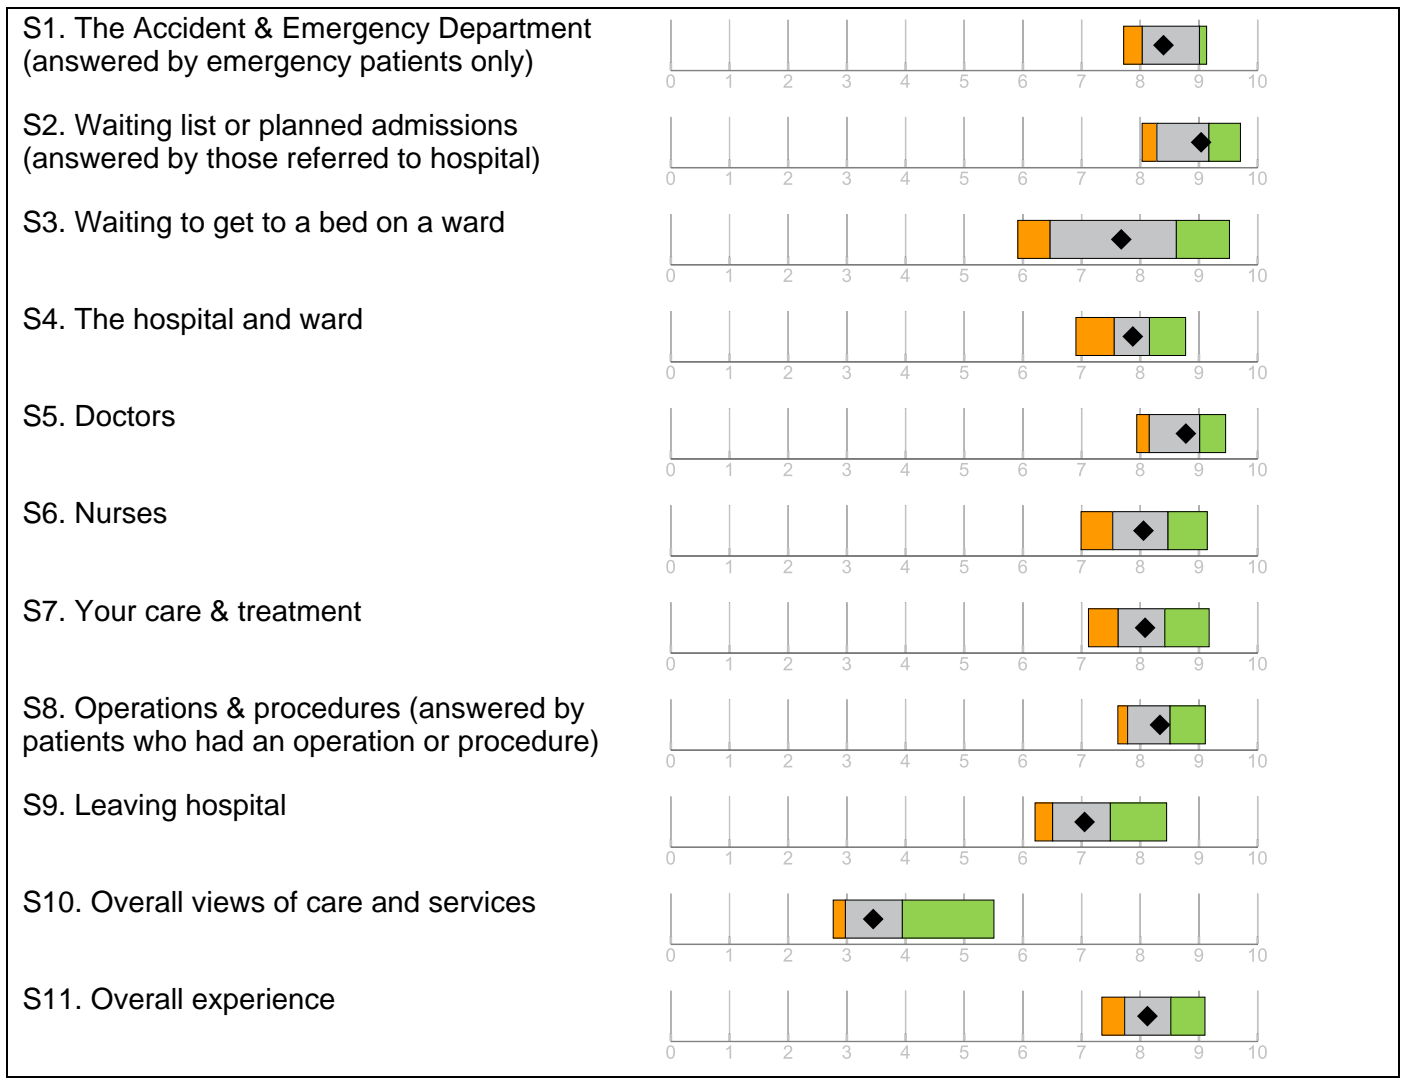 S1. The Accident & Emergency Department
(answered by emergency patients only)
0 1 2 3 4 5 6 7 8 9 10
S2. Waiting list or planned admissions
(answered by those referred to hospital)
0 1 2 3 4 5 6 7 8 9 10
S3. Waiting to get to a bed on a ward
0 1 2 3 4 5 6 7 8 9 10
S4. The hospital and ward
0 1 2 3 4 5 6 7 8 9 10
S5. Doctors
0 1 2 3 4 5 6 7 8 9 10
S6. Nurses
0 1 2 3 4 5 6 7 8 9 10
S7. Your care & treatment
0 1 2 3 4 5 6 7 8 9 10
S8. Operations & procedures (answered by
patients who had an operation or procedure)
0 1 2 3 4 5 6 7 8 9 10
S9. Leaving hospital
0 1 2 3 4 5 6 7 8 9 10
S10. Overall views of care and services
0 1 2 3 4 5 6 7 8 9 10
S11. Overall experience
0 1 2 3 4 5 6 7 8 9 10